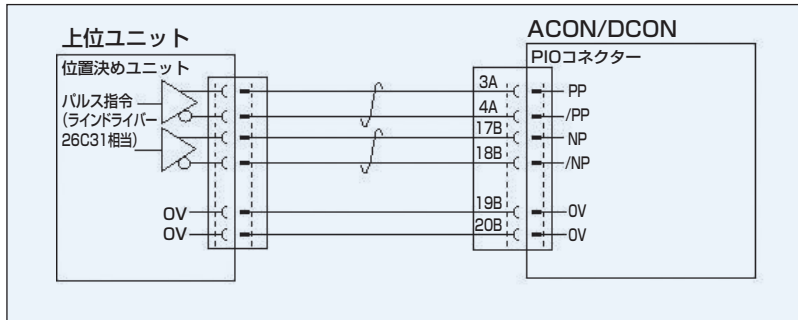 上位ユニット
位置決めユニット
パルス指令
(ラインドライバー
26C31相当)
0V
0V
ACON/DCON
PIOコネクター
3A
PP
4A
/PP
17B
NP
18B
/NP
19B
0V
20B
0V